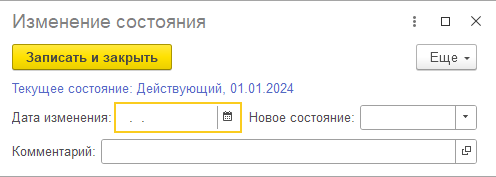 Изменение состояния
Записать и закрыть
Еще
Текущее состояние: Действующий, 01.01.2024
Дата изменения: . . Новое состояние:
Комментарий: